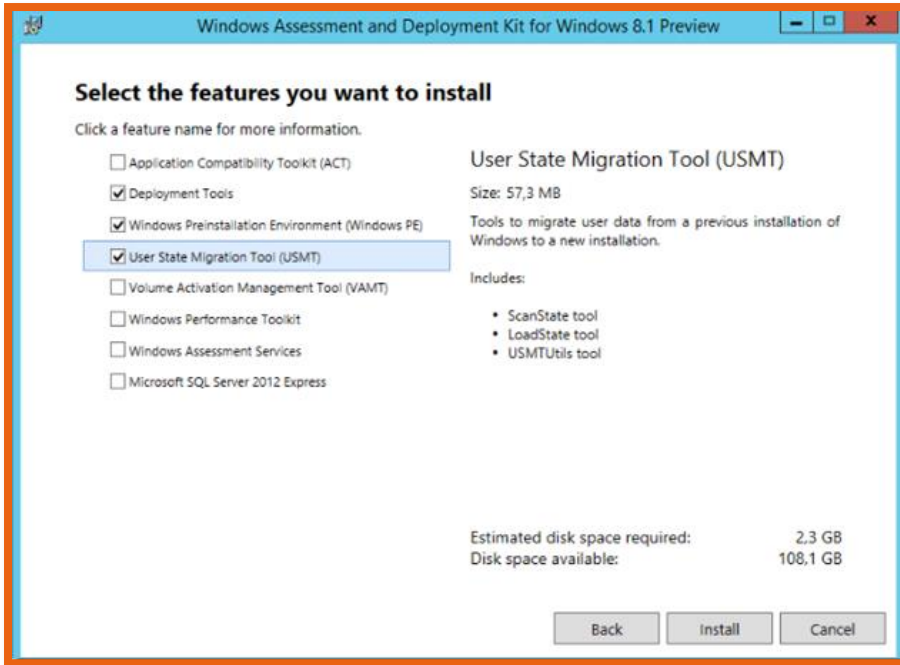 Windows Assessment and Deployment Kit for Windows 8.1 Preview
Select the features you want to install
Click a feature name for more information.
Application Compatibility Toolkit (ACT)
Deployment Tools
Windows Preinstallation Environment (Windows PE)
User State Migration Tool (USMT)
Volume Activation Management Tool (VAMT)
Windows Performance Toolkit
Windows Assessment Services
Microsoft SQL Server 2012 Express
User State Migration Tool (USMT)
Size: 57,3 MB
Tools to migrate user data from a previous installation of
Windows to a new installation.
Includes:
• ScanState tool
• LoadState tool
• USMTUtils tool
Estimated disk space required: 2,3 GB
Disk space available: 108,1 GB
Back Install Cancel